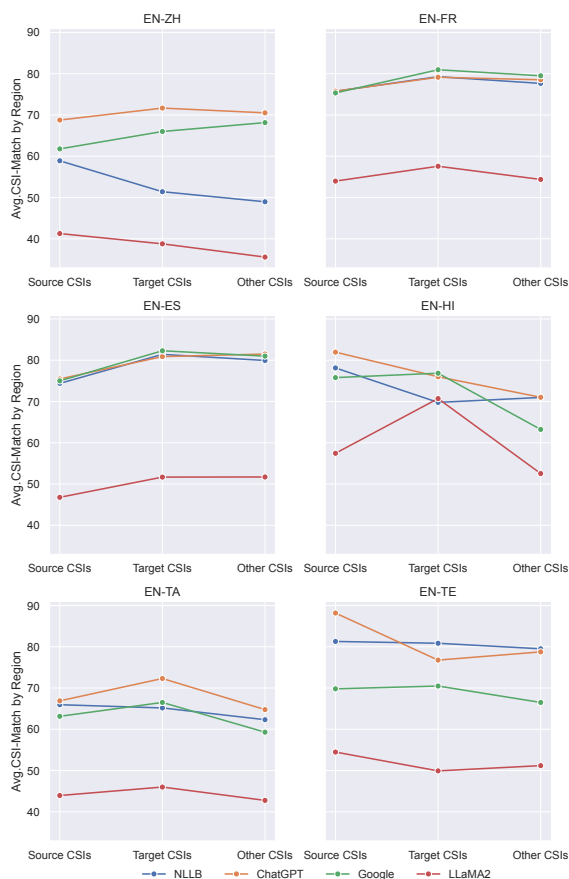 EN-ZH
EN-FR
90
80
70
60
50
40
Avg.CSI-Match by Region
Source CSIs Target CSIs Other CSIs
Source CSIs Target CSIs Other CSIs
EN-ES
EN-HI
90
80
70
60
50
40
Avg.CSI-Match by Region
Source CSIs Target CSIs Other CSIs
Source CSIs Target CSIs Other CSIs
EN-TA
EN-TE
90
80
70
60
50
40
Avg.CSI-Match by Region
Source CSIs Target CSIs Other CSIs
Source CSIs Target CSIs Other CSIs
NLLB ChatGPT Google LLaMA2